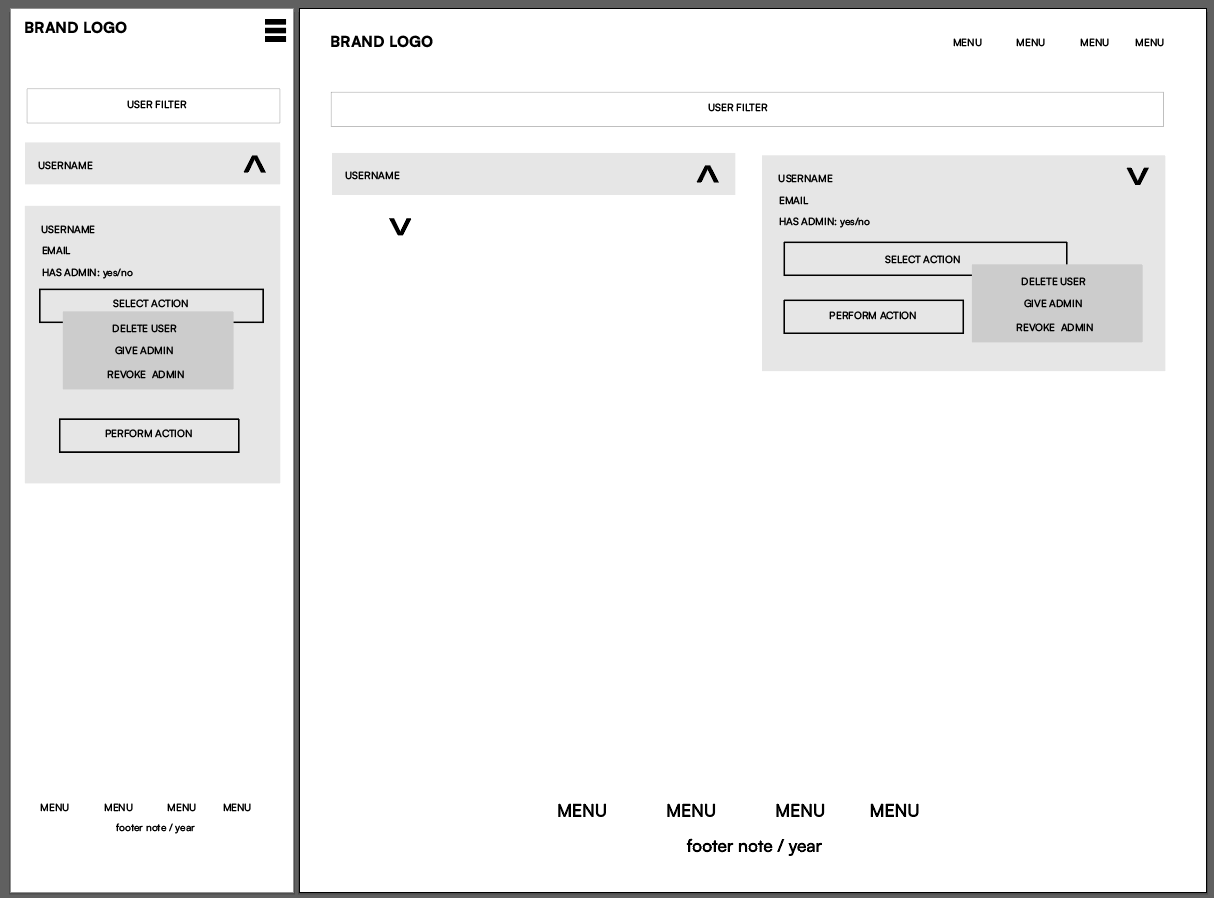 BRAND LOGO
USER FILTER
USERNAME
USERNAME
EMAIL
HAS ADMIN: yes/no
SELECT ACTION
DELETE USER
GIVE ADMIN
REVOKE ADMIN
PERFORM ACTION
MENU MENU MENU MENU
footer note / year
BRAND LOGO MENU MENU MENU MENU
USER FILTER
USERNAME
USERNAME
EMAIL
HAS ADMIN: yes/no
SELECT ACTION
DELETE USER
GIVE ADMIN
REVOKE ADMIN
PERFORM ACTION
MENU MENU MENU MENU
footer note / year